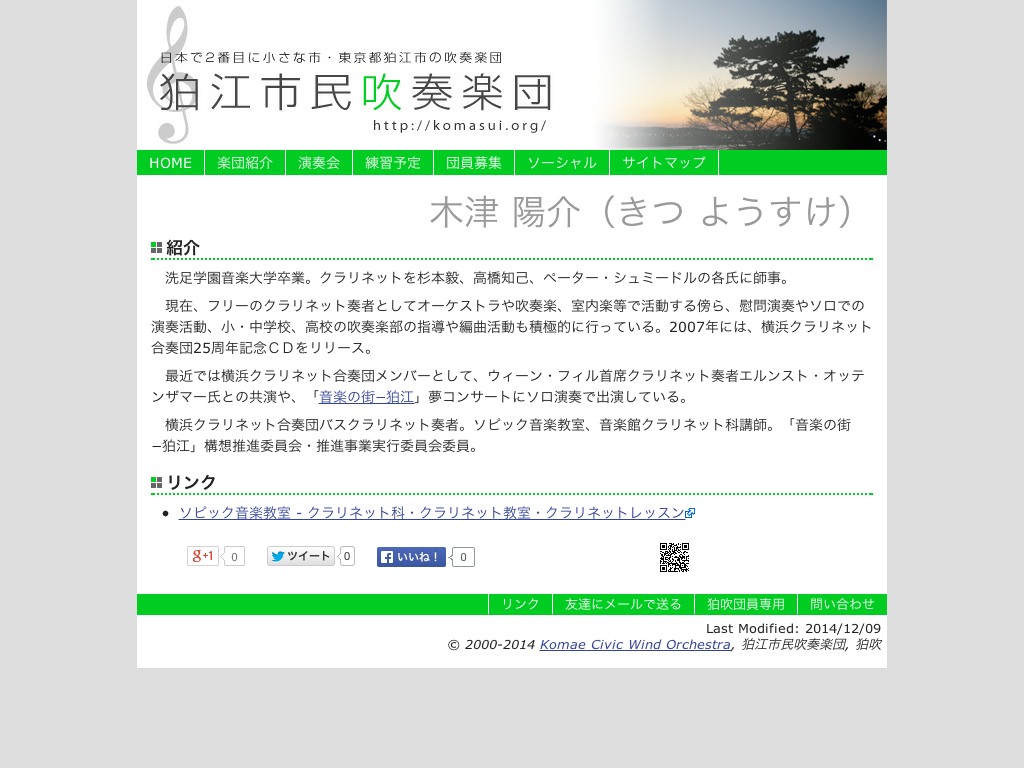 日本で2番目に小さな市・東京都狛江市の吹奏楽団
狛江市民吹奏楽団
http://komasui.org/
HOME 楽団紹介 演奏会 練習予定 団員募集 ソーシャル サイトマップ
木津 陽介（きつ ようすけ）
紹介
洗足学園音楽大学卒業。クラリネットを杉本毅、高橋知己、ペーター・シュミードルの各氏に師事。
現在、フリーのクラリネット奏者としてオーケストラや吹奏楽、室内楽等で活動する傍ら、慰問演奏やソロでの
演奏活動、小・中学校、高校の吹奏楽部の指導や編曲活動も積極的に行っている。2007年には、横浜クラリネット
合奏団25周年記念ＣＤをリリース。
最近では横浜クラリネット合奏団メンバーとして、ウィーン・フィル首席クラリネット奏者エルンスト・オッテ
ンザマー氏との共演や、「音楽の街−狛江」夢コンサートにソロ演奏で出演している。
横浜クラリネット合奏団バスクラリネット奏者。ソピック音楽教室、音楽館クラリネット科講師。「音楽の街
−狛江」構想推進委員会・推進事業実行委員会委員。
リンク
ソピック音楽教室 - クラリネット科・クラリネット教室・クラリネットレッスン
g+1 0 ツイート 0 いいね！ 0
リンク 友達にメールで送る 狛吹団員専用 問い合わせ
Last Modified: 2014/12/09
© 2000-2014 Komae Civic Wind Orchestra, 狛江市民吹奏楽団, 狛吹